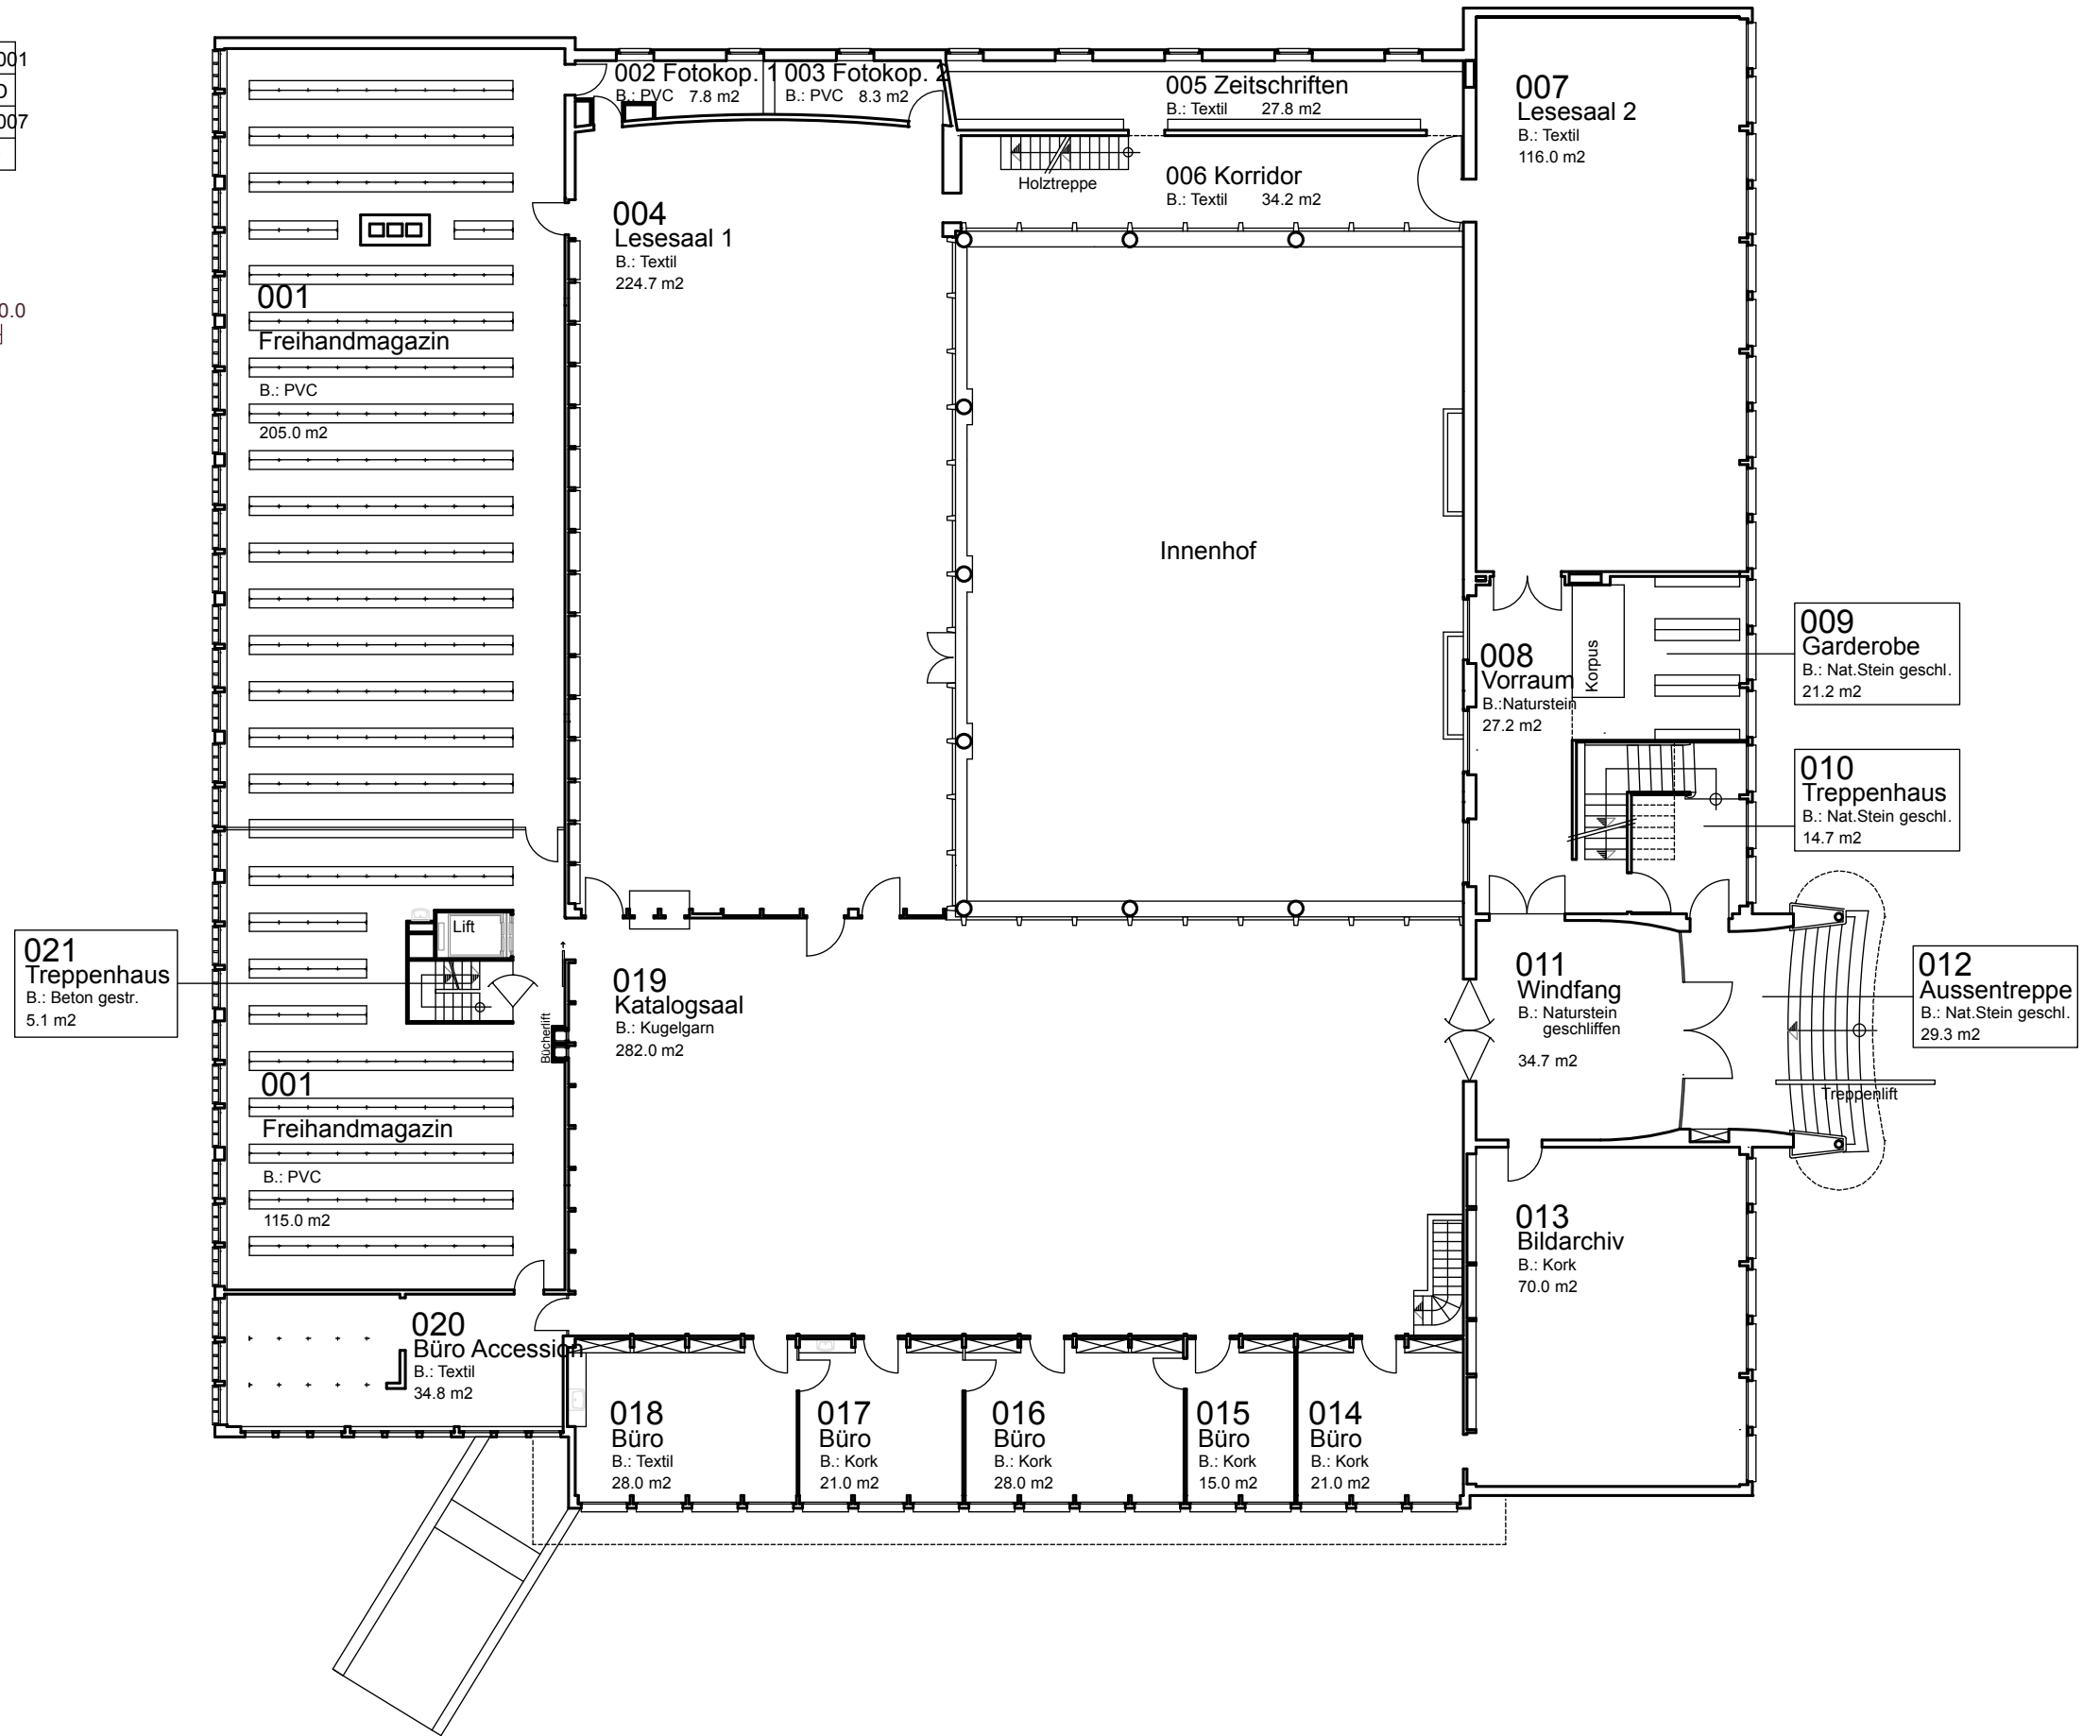 001
007
0.0
002 Fotokop. 1
B.: PVC 7.8 m2
003 Fotokop. 2
B.: PVC 8.3 m2
005 Zeitschriften
B.: Textil 27.8 m2
007
Lesesaal 2
B.: Textil
116.0 m2
Holztreppe
006 Korridor
B.: Textil 34.2 m2
004
Lesesaal 1
B.: Textil
224.7 m2
001
Freihandmagazin
B.: PVC
205.0 m2
Innenhof
008
Vorraum
B.:Naturstein
27.2 m2
Korpus
009
Garderobe
B.: Nat.Stein geschl.
21.2 m2
010
Treppenhaus
B.: Nat.Stein geschl.
14.7 m2
Lift
021
Treppenhaus
B.: Beton gestr.
5.1 m2
Bücherlift
019
Katalogsaal
B.: Kugelgarn
282.0 m2
011
Windfang
B.: Naturstein
geschliffen
34.7 m2
012
Aussentreppe
B.: Nat.Stein geschl.
29.3 m2
Treppenlift
001
Freihandmagazin
B.: PVC
115.0 m2
013
Bildarchiv
B.: Kork
70.0 m2
020
Büro Accession
B.: Textil
34.8 m2
018
Büro
B.: Textil
28.0 m2
017
Büro
B.: Kork
21.0 m2
016
Büro
B.: Kork
28.0 m2
015
Büro
B.: Kork
15.0 m2
014
Büro
B.: Kork
21.0 m2